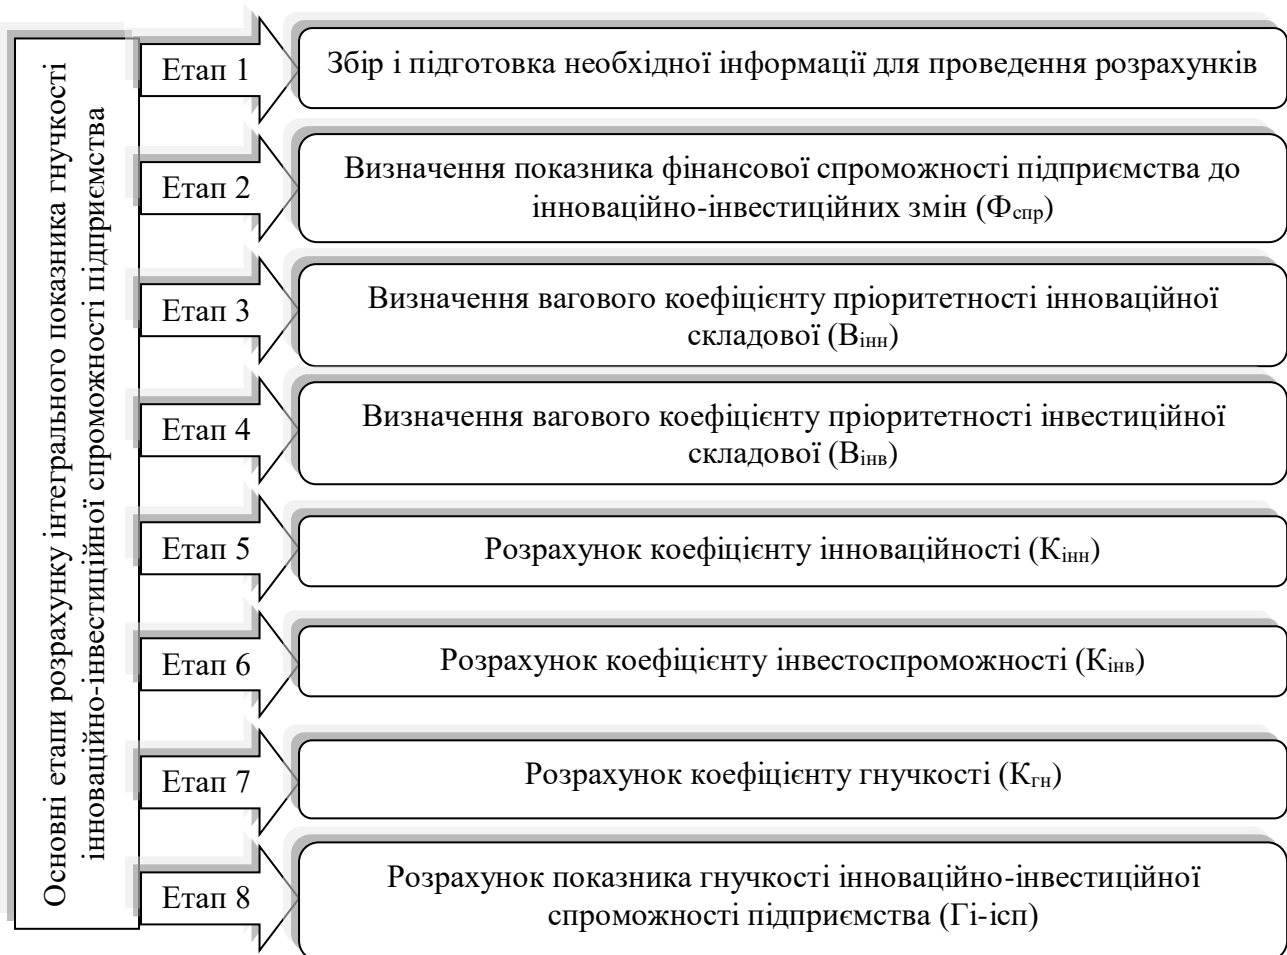 Основні етапи розрахунку інтегрального показника гнучкості
інноваційно-інвестиційної спроможності підприємства
Етап 1
Збір і підготовка необхідної інформації для проведення розрахунків
Етап 2
Визначення показника фінансової спроможності підприємства до
інноваційно-інвестиційних змін (Фспр)
Етап 3
Визначення вагового коефіцієнту пріоритетності інноваційної
складової (Вінн)
Етап 4
Визначення вагового коефіцієнту пріоритетності інвестиційної
складової (Вінв)
Етап 5
Розрахунок коефіцієнту інноваційності (Кінн)
Етап 6
Розрахунок коефіцієнту інвестоспроможності (Кінв)
Етап 7
Розрахунок коефіцієнту гнучкості (Кгн)
Етап 8
Розрахунок показника гнучкості інноваційно-інвестиційної
спроможності підприємства (Гі-ісп)